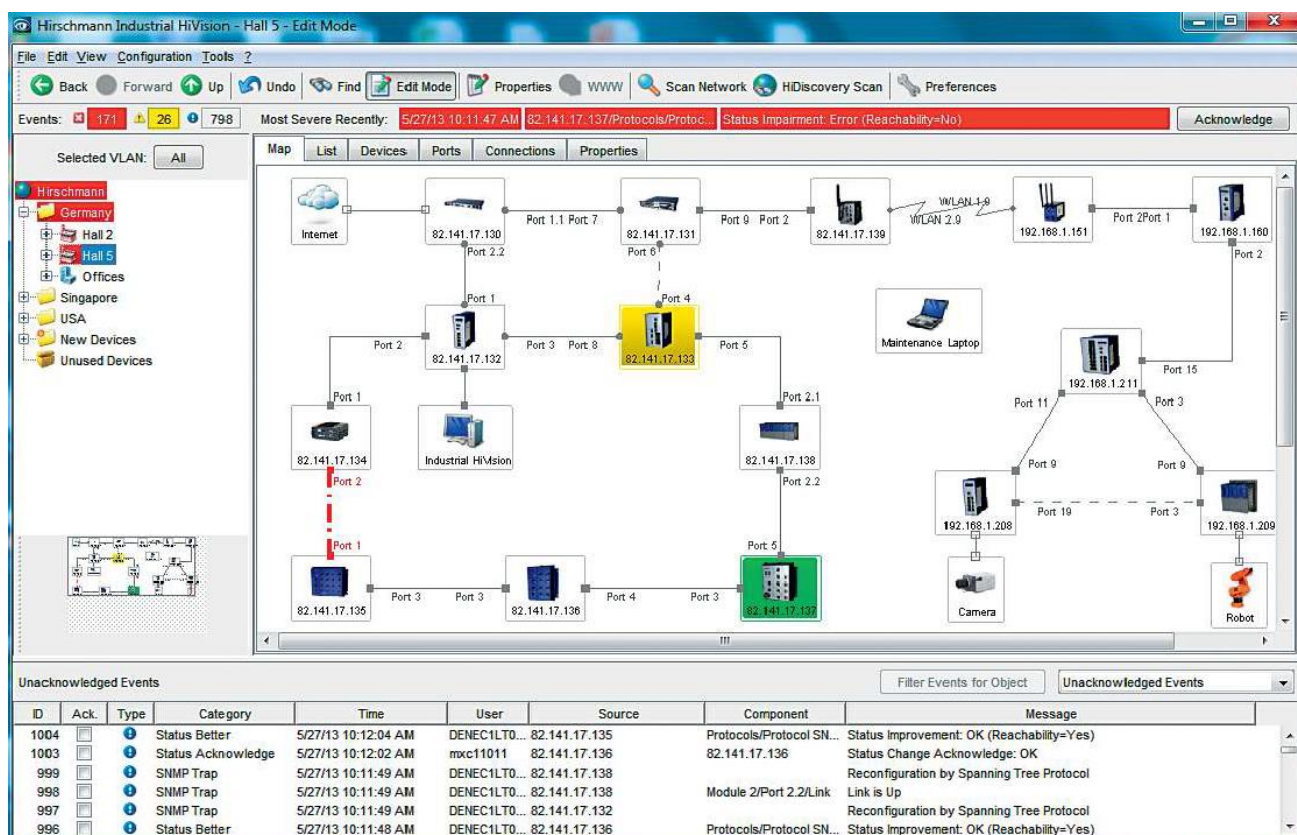 Hirschmann Industrial HiVision - Hall 5 - Edit Mode
File Edit View Configuration Tools ?
Back Forward Up Undo Find Edit Mode Properties WWW Scan Network HiDiscovery Scan Preferences
Events: 171 26 798 Most Severe Recently: 5/27/13 10:11:47 AM 82.141.17.137/Protocols/Protoc... Status Impairment: Error (Reachability=No) Acknowledge
Selected VLAN: All
Map List Devices Ports Connections Properties
Hirschmann
Germany
Hall 2
Hall 5
Offices
Singapore
USA
New Devices
Unused Devices
Internet
82.141.17.130
Port 1.1 Port 7
82.141.17.131
Port 9 Port 2
82.141.17.139
WLAN 1.9
WLAN 2.9
192.168.1.151
Port 2 Port 1
192.168.1.160
Port 2.2
Port 6
Port 2
Port 1
Port 4
Maintenance Laptop
Port 2
82.141.17.132
Port 3 Port 8
82.141.17.133
Port 5
192.168.1.211
Port 15
Port 1
Port 2.1
Port 11
Port 3
82.141.17.134
Industrial HiVision
82.141.17.138
Port 9
Port 9
Port 2
Port 2.2
192.168.1.208
Port 19
Port 3
192.168.1.209
Port 1
Port 5
82.141.17.135
Port 3 Port 3
82.141.17.136
Port 4 Port 3
82.141.17.137
Camera
Robot
Unacknowledged Events
Filter Events for Object
Unacknowledged Events
ID Ack. Type Category Time User Source Component Message
1004 Status Better 5/27/13 10:12:04 AM DENEC1LT0... 82.141.17.135 Protocols/Protocol SN... Status Improvement: OK (Reachability=Yes)
1003 Status Acknowledge 5/27/13 10:12:02 AM mxc11011 82.141.17.136 82.141.17.136 Status Change Acknowledge: OK
999 SNMP Trap 5/27/13 10:11:49 AM DENEC1LT0... 82.141.17.138 Reconfiguration by Spanning Tree Protocol
998 SNMP Trap 5/27/13 10:11:49 AM DENEC1LT0... 82.141.17.138 Module 2/Port 2.2/Link Link is Up
997 SNMP Trap 5/27/13 10:11:49 AM DENEC1LT0... 82.141.17.132 Reconfiguration by Spanning Tree Protocol
996 Status Better 5/27/13 10:11:48 AM DENEC1LT0... 82.141.17.136 Protocols/Protocol SN... Status Improvement: OK (Reachability=Yes)